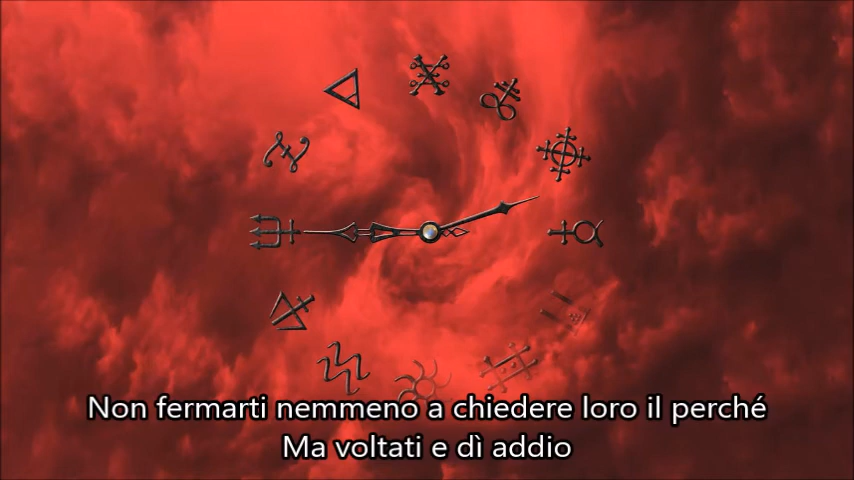 Non fermarti nemmeno a chiedere loro il perché
Ma voltati e dì addio